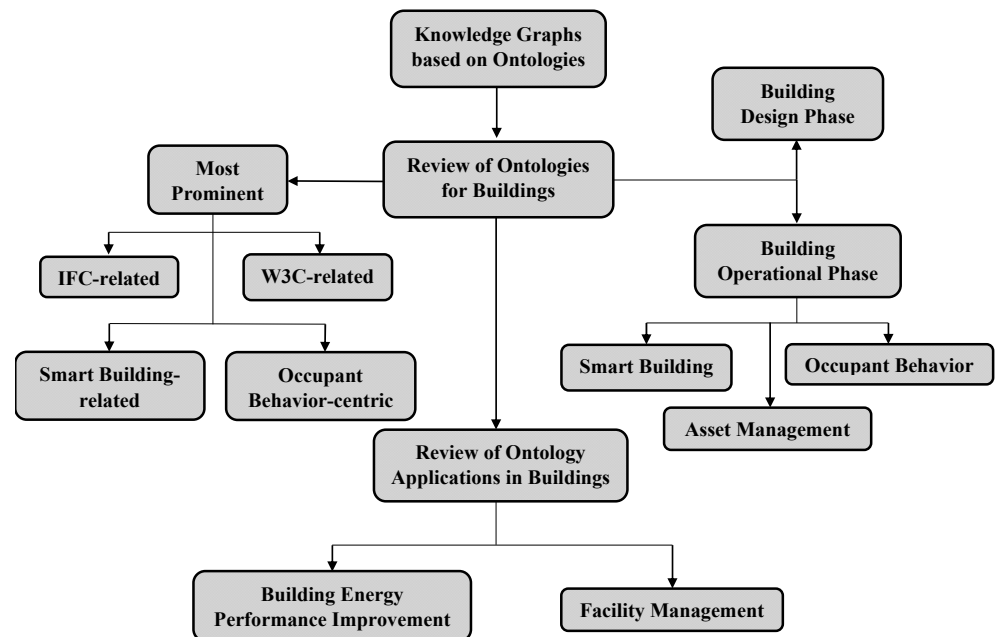 Knowledge Graphs
based on Ontologies
Building
Design Phase
Most
Prominent
Review of Ontologies
for Buildings
IFC-related
W3C-related
Building
Operational Phase
Smart Building-
related
Occupant
Behavior-centric
Smart Building
Occupant Behavior
Asset Management
Review of Ontology
Applications in Buildings
Building Energy
Performance Improvement
Facility Management